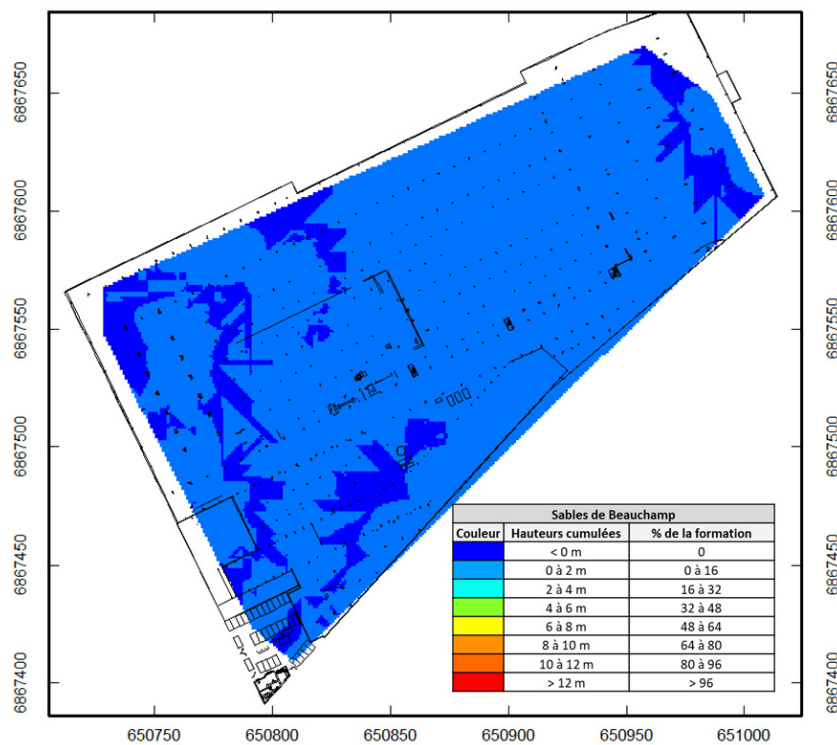 6867650
6867600
6867550
6867500
6867450
6867400
6867650
6867600
6867550
6867500
6867450
6867400
650750 650800 650850 650900 650950 651000
Sables de Beauchamp
Couleur Hauteurs cumulées % de la formation
< 0 m 0
0 à 2 m 0 à 16
2 à 4 m 16 à 32
4 à 6 m 32 à 48
6 à 8 m 48 à 64
8 à 10 m 64 à 80
10 à 12 m 80 à 96
> 12 m > 96